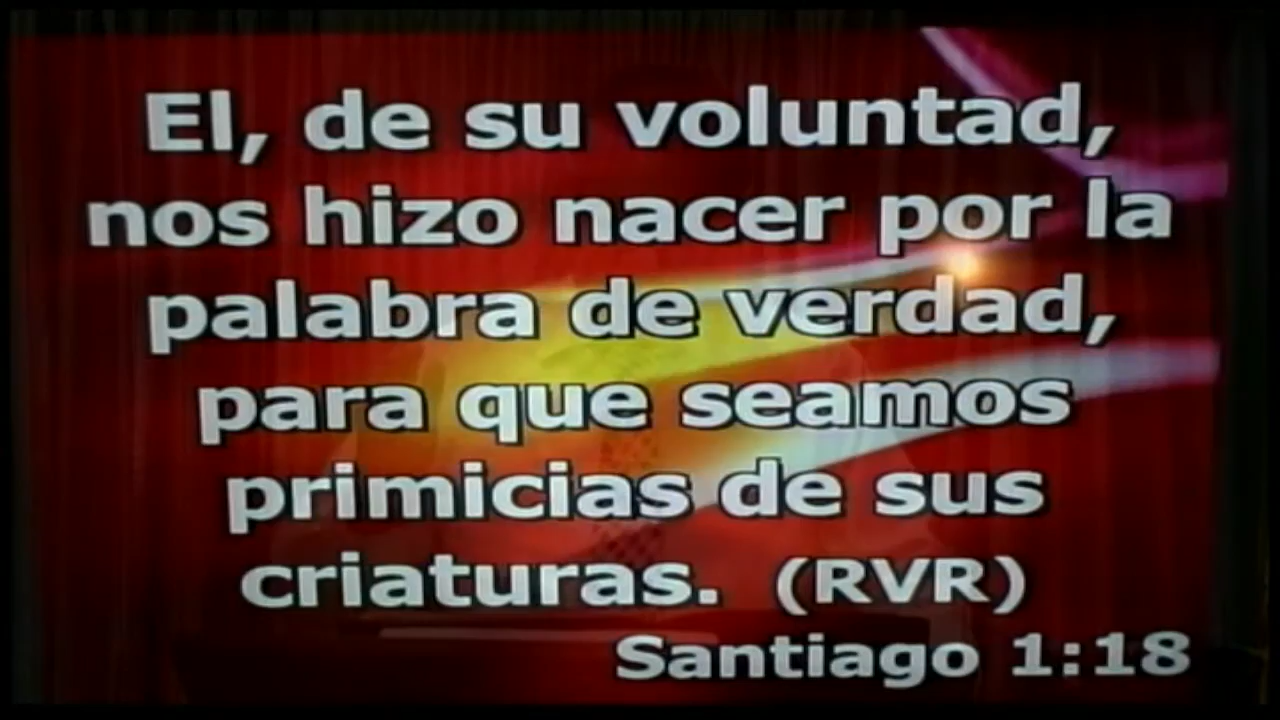 El, de su voluntad,
nos hizo nacer por la
palabra de verdad,
para que seamos
primicias de sus
criaturas. (RVR)
Santiago 1:18